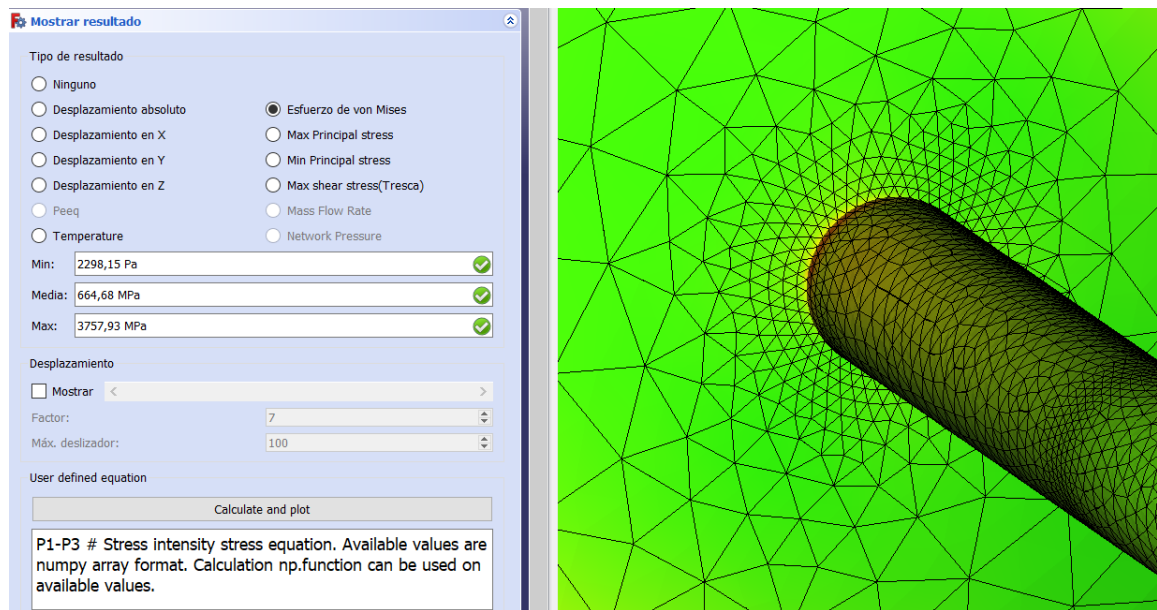 Mostrar resultado
Tipo de resultado
Ninguno
Desplazamiento absoluto
Esfuerzo de von Mises
Desplazamiento en X
Max Principal stress
Desplazamiento en Y
Min Principal stress
Desplazamiento en Z
Max shear stress(Tresca)
Peeq
Mass Flow Rate
Temperature
Network Pressure
Min: 2298,15 Pa
Media: 664,68 MPa
Max: 3757,93 MPa
Desplazamiento
Mostrar
Factor: 7
Máx. deslizador: 100
User defined equation
Calculate and plot
P1-P3 # Stress intensity stress equation. Available values are
numpy array format. Calculation np.function can be used on
available values.